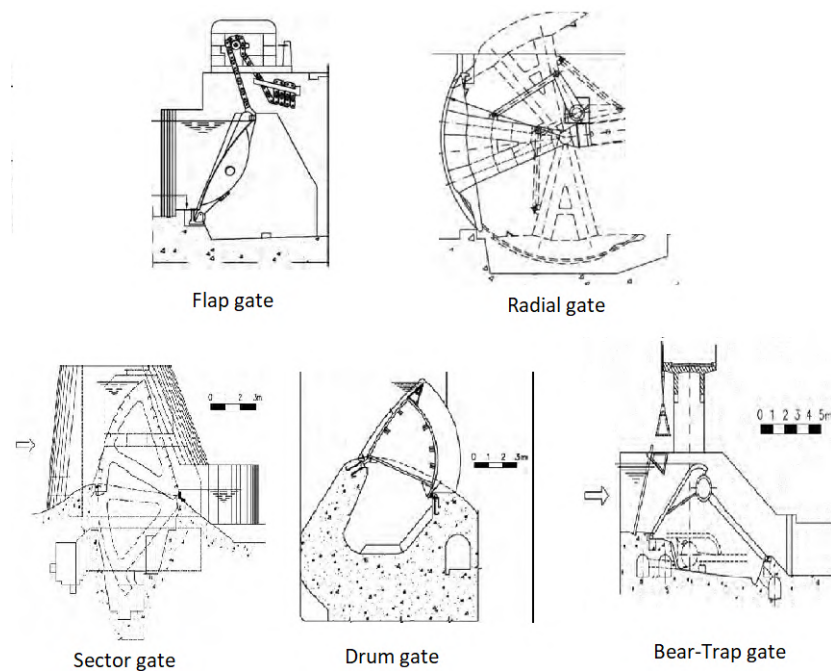 Flap gate
Radial gate
0 2 3m
0 1 2 3m
0 1 2 3 4 5m
Sector gate
Drum gate
Bear-Trap gate